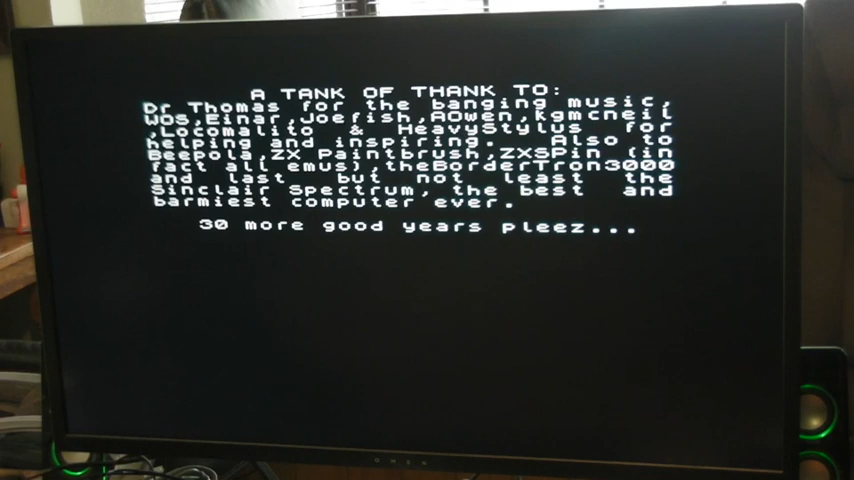 A TANK OF THANK TO:
Dr Thomas for the banging music,
WOS,Einar,Joefish,AOwen,kgmcneil
,Locomalito & HeavyStylus for
helping and inspiring. Also to
Beepola,ZX Paintbrush,ZXSpin (in
fact all emus),theBorderTron3000
and last but not least the
Sinclair Spectrum, the best and
barmiest computer ever.
30 more good years pleez...
OMEN